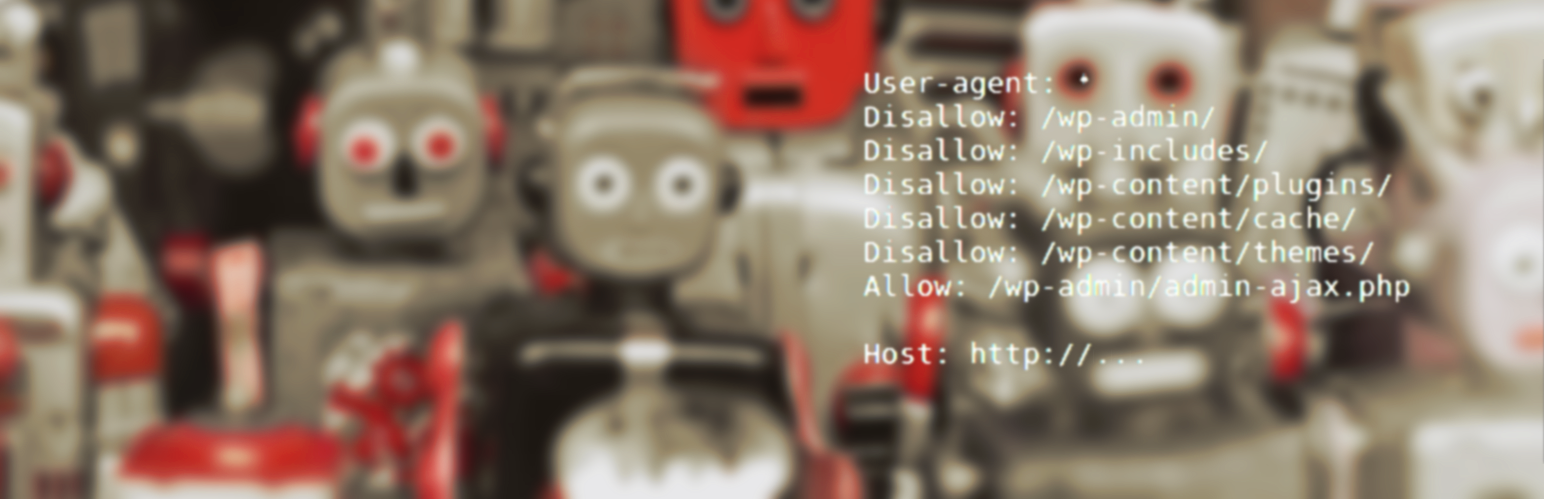 User-agent: *
Disallow: /wp-admin/
Disallow: /wp-includes/
Disallow: /wp-content/plugins/
Disallow: /wp-content/cache/
Disallow: /wp-content/themes/
Allow: /wp-admin/admin-ajax.php
Host: http://...